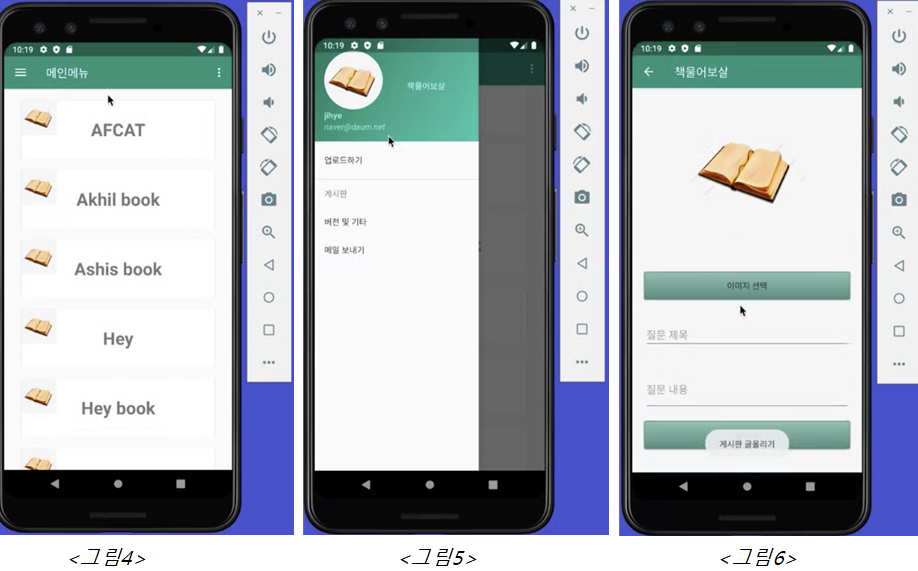 10:19
메인메뉴
AFCAT
Akhil book
Ashis book
Hey
Hey book
<그림4>
10:19
책물어보살
jihye
naver@daum.net
업로드하기
게시판
버전 및 기타
메일 보내기
<그림5>
10:19
책물어보살
이미지 선택
질문 제목
질문 내용
게시판 글올리기
<그림6>